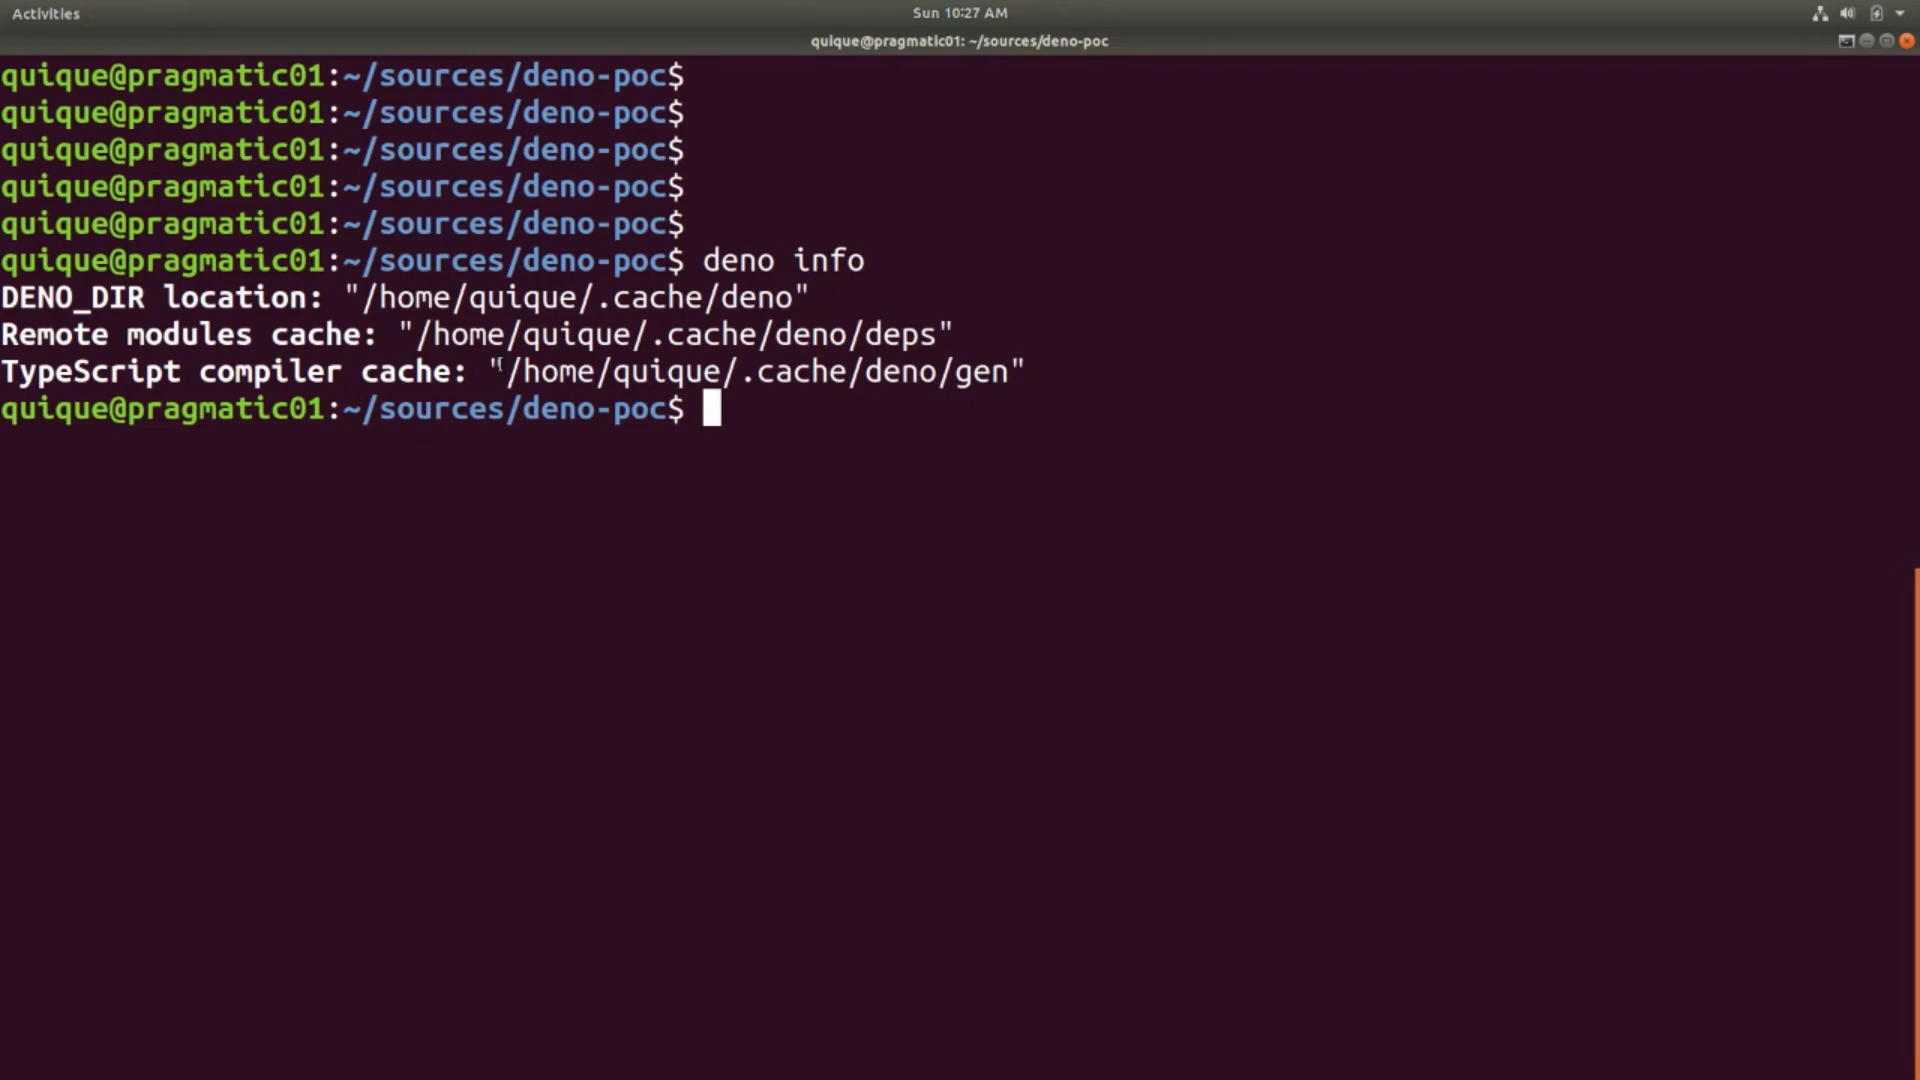 Activities
Sun 10:27 AM
quique@pragmatic01: ~/sources/deno-poc
quique@pragmatic01:~/sources/deno-poc$
quique@pragmatic01:~/sources/deno-poc$
quique@pragmatic01:~/sources/deno-poc$
quique@pragmatic01:~/sources/deno-poc$
quique@pragmatic01:~/sources/deno-poc$
quique@pragmatic01:~/sources/deno-poc$ deno info
DENO_DIR location: "/home/quique/.cache/deno"
Remote modules cache: "/home/quique/.cache/deno/deps"
TypeScript compiler cache: "/home/quique/.cache/deno/gen"
quique@pragmatic01:~/sources/deno-poc$